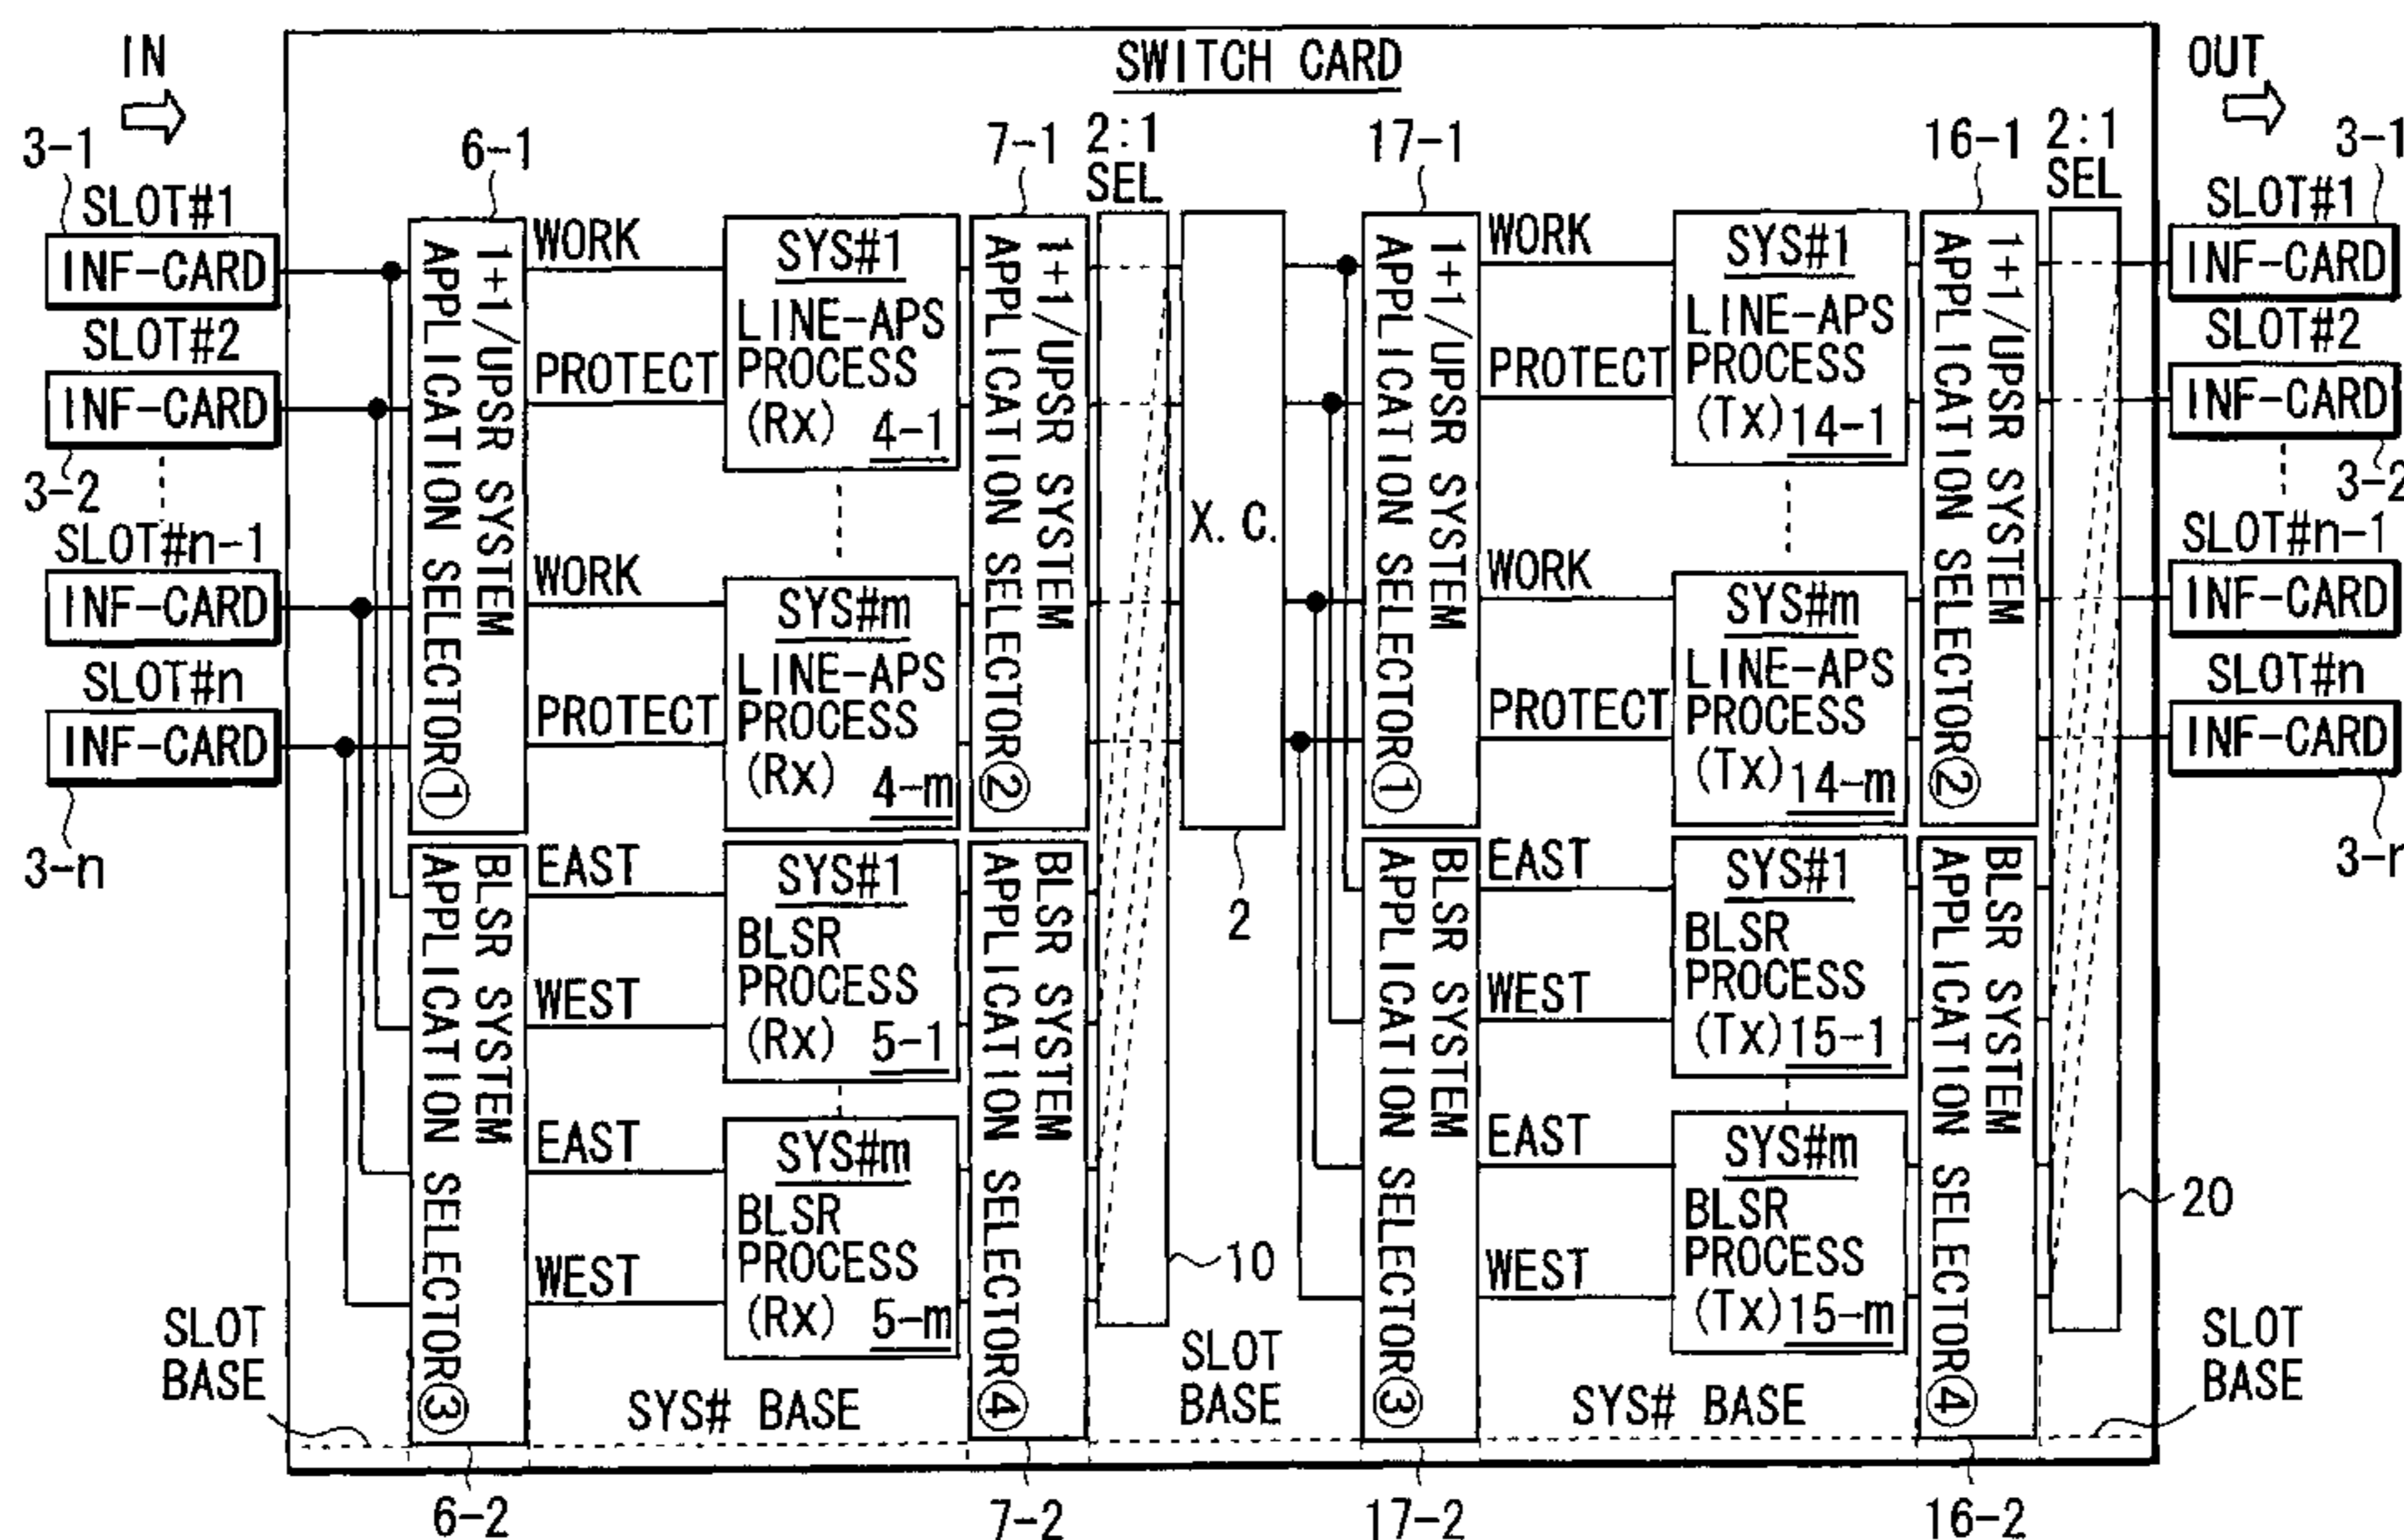 SWITCH CARD
IN
OUT
3-1
SLOT#1
INF-CARD
SLOT#2
INF-CARD
3-2
SLOT#n-1
INF-CARD
SLOT#n
INF-CARD
3-n
6-1
1+1/UPSR SYSTEM
APPLICATION SELECTOR①
WORK
PROTECT
WORK
PROTECT
SYS#1
LINE-APS
PROCESS
(Rx) 4-1
SYS#m
LINE-APS
PROCESS
(Rx) 4-m
7-1
1+1/UPSR SYSTEM
APPLICATION SELECTOR②
2:1
SEL
X.C.
2
10
BLSR SYSTEM
APPLICATION SELECTOR③
6-2
EAST
WEST
EAST
WEST
SYS#1
BLSR
PROCESS
(Rx) 5-1
SYS#m
BLSR
PROCESS
(Rx) 5-m
BLSR SYSTEM
APPLICATION SELECTOR④
7-2
SLOT
BASE
SYS# BASE
SLOT
BASE
17-1
1+1/UPSR SYSTEM
APPLICATION SELECTOR①
WORK
PROTECT
WORK
PROTECT
SYS#1
LINE-APS
PROCESS
(Tx) 14-1
SYS#m
LINE-APS
PROCESS
(Tx) 14-m
16-1
1+1/UPSR SYSTEM
APPLICATION SELECTOR②
2:1
SEL
BLSR SYSTEM
APPLICATION SELECTOR③
17-2
EAST
WEST
EAST
WEST
SYS#1
BLSR
PROCESS
(Tx) 15-1
SYS#m
BLSR
PROCESS
(Tx) 15-m
BLSR SYSTEM
APPLICATION SELECTOR④
16-2
SYS# BASE
20
SLOT
BASE
3-1
SLOT#1
INF-CARD
SLOT#2
INF-CARD
3-2
SLOT#n-1
INF-CARD
SLOT#n
INF-CARD